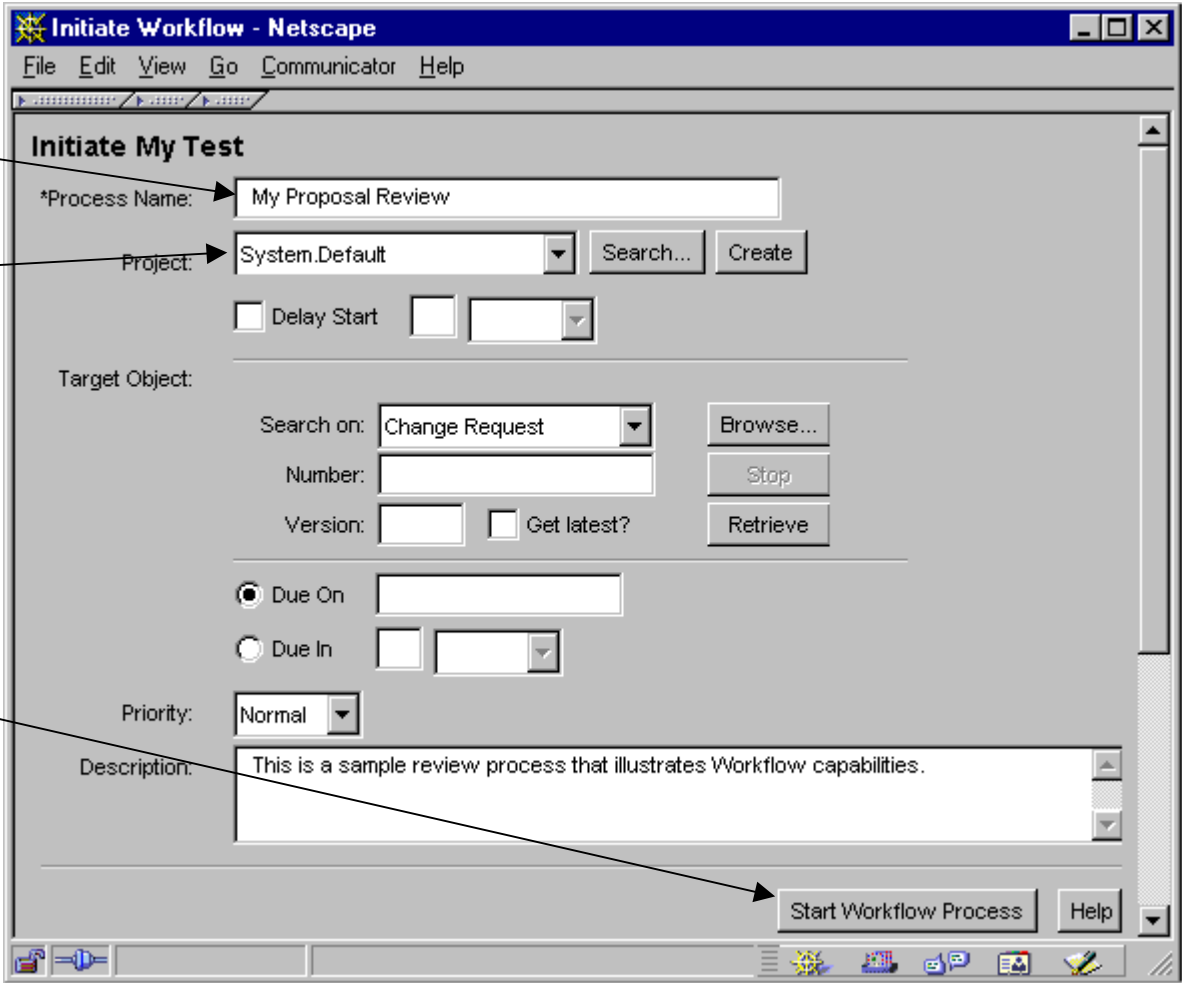 Initiate Workflow - Netscape
File Edit View Go Communicator Help
Initiate My Test
*Process Name: My Proposal Review
Project: System.Default Search... Create
Delay Start
Target Object:
Search on: Change Request Browse...
Number: Stop
Version: Get latest? Retrieve
Due On
Due In
Priority: Normal
Description: This is a sample review process that illustrates Workflow capabilities.
Start Workflow Process Help